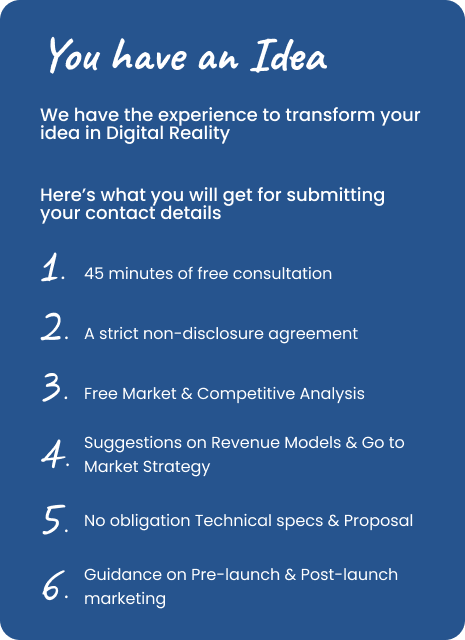 You have an Idea
We have the experience to transform your
idea in Digital Reality
Here’s what you will get for submitting
your contact details
1. 45 minutes of free consultation
2. A strict non-disclosure agreement
3. Free Market & Competitive Analysis
4. Suggestions on Revenue Models & Go to
Market Strategy
5. No obligation Technical specs & Proposal
6. Guidance on Pre-launch & Post-launch
marketing